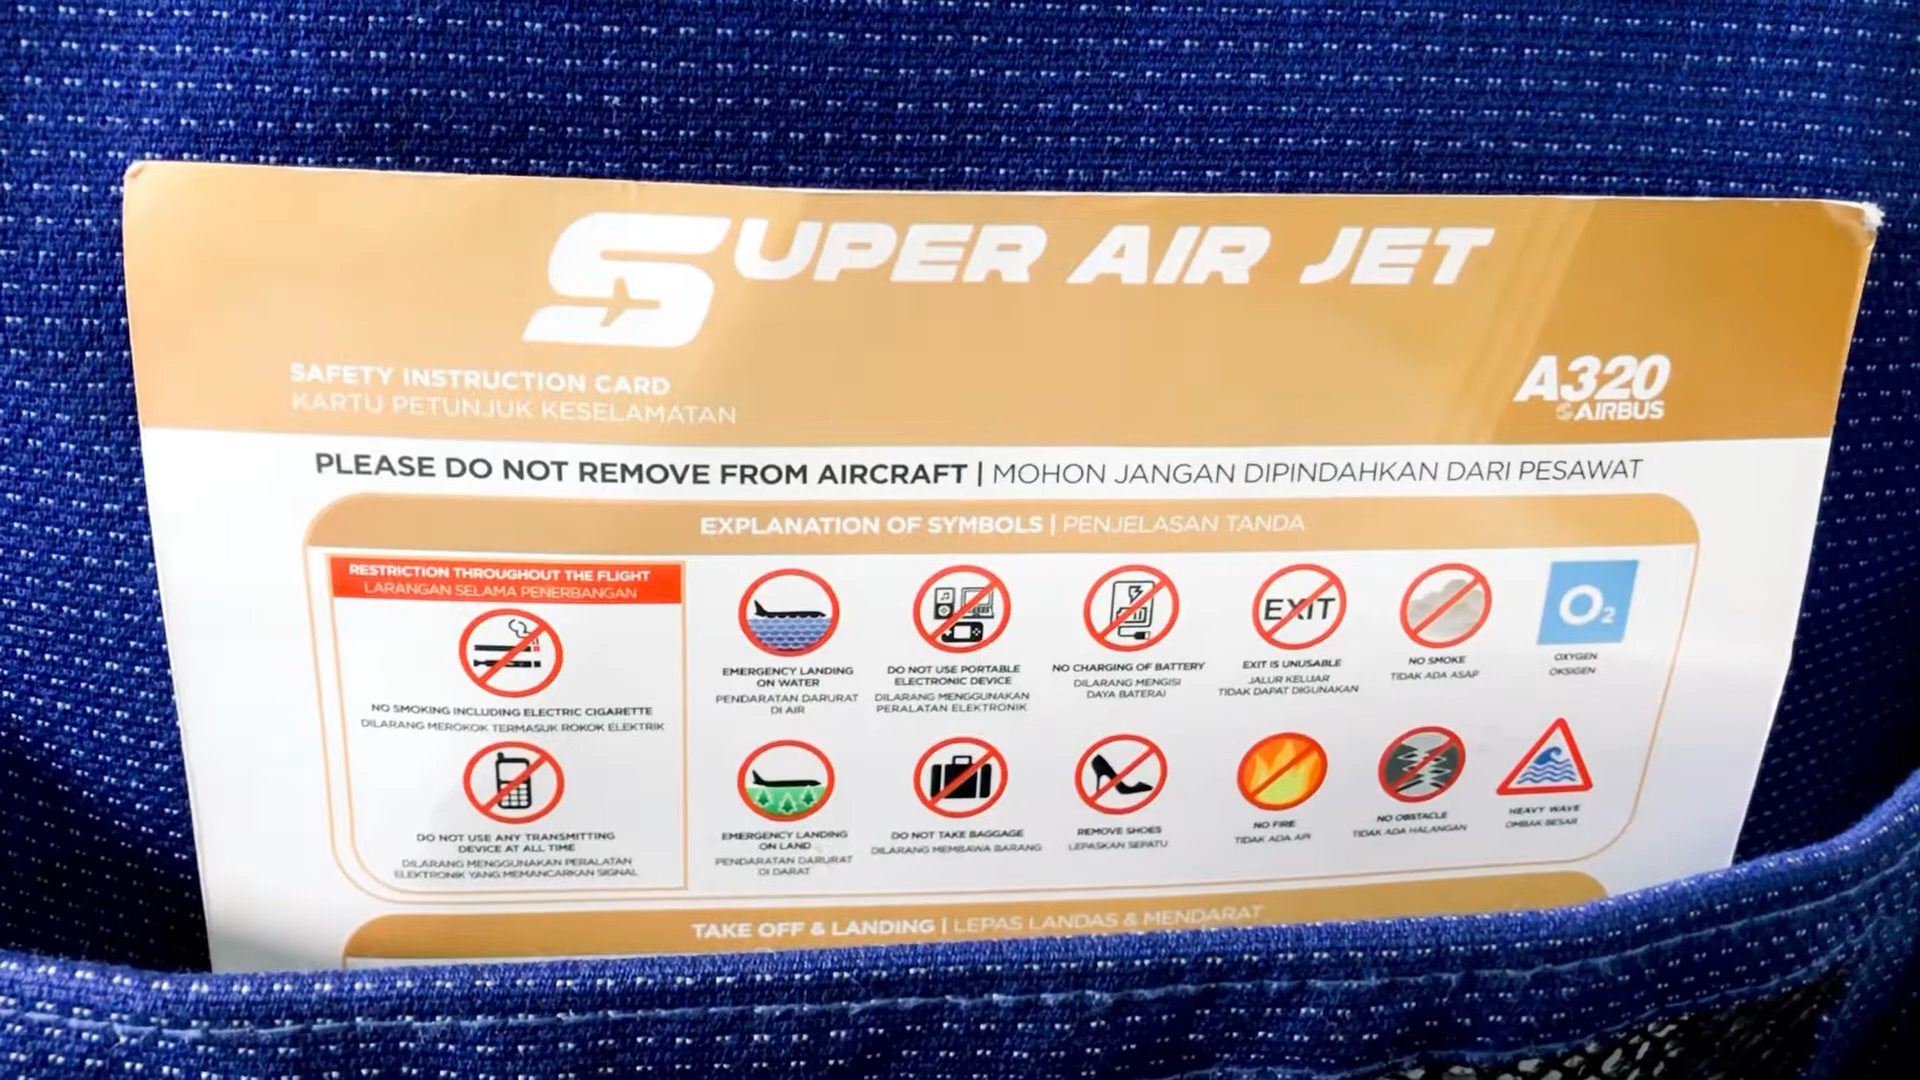 SUPER AIR JET
SAFETY INSTRUCTION CARD
KARTU PETUNJUK KESELAMATAN
A320
AIRBUS
PLEASE DO NOT REMOVE FROM AIRCRAFT | MOHON JANGAN DIPINDAHKAN DARI PESAWAT
EXPLANATION OF SYMBOLS | PENJELASAN TANDA
RESTRICTION THROUGHOUT THE FLIGHT
LARANGAN SELAMA PENERBANGAN
NO SMOKING INCLUDING ELECTRIC CIGARETTE
DILARANG MEROKOK TERMASUK ROKOK ELEKTRIK
DO NOT USE ANY TRANSMITTING
DEVICE AT ALL TIME
DILARANG MENGGUNAKAN PERALATAN
ELEKTRONIK YANG MEMANCARKAN SIGNAL
EMERGENCY LANDING
ON WATER
PENDARATAN DARURAT
DI AIR
DO NOT USE PORTABLE
ELECTRONIC DEVICE
DILARANG MENGGUNAKAN
PERALATAN ELEKTRONIK
NO CHARGING OF BATTERY
DILARANG MENGISI
DAYA BATERAI
EXIT
EXIT IS UNUSABLE
JALUR KELUAR
TIDAK DAPAT DIGUNAKAN
NO SMOKE
TIDAK ADA ASAP
O2
OXYGEN
OKSIGEN
EMERGENCY LANDING
ON LAND
PENDARATAN DARURAT
DI DARAT
DO NOT TAKE BAGGAGE
DILARANG MEMBAWA BARANG
REMOVE SHOES
LEPASKAN SEPATU
NO FIRE
TIDAK ADA API
NO OBSTACLE
TIDAK ADA HALANGAN
HEAVY WAVE
OMBAK BESAR
TAKE OFF & LANDING | LEPAS LANDAS & MENDARAT